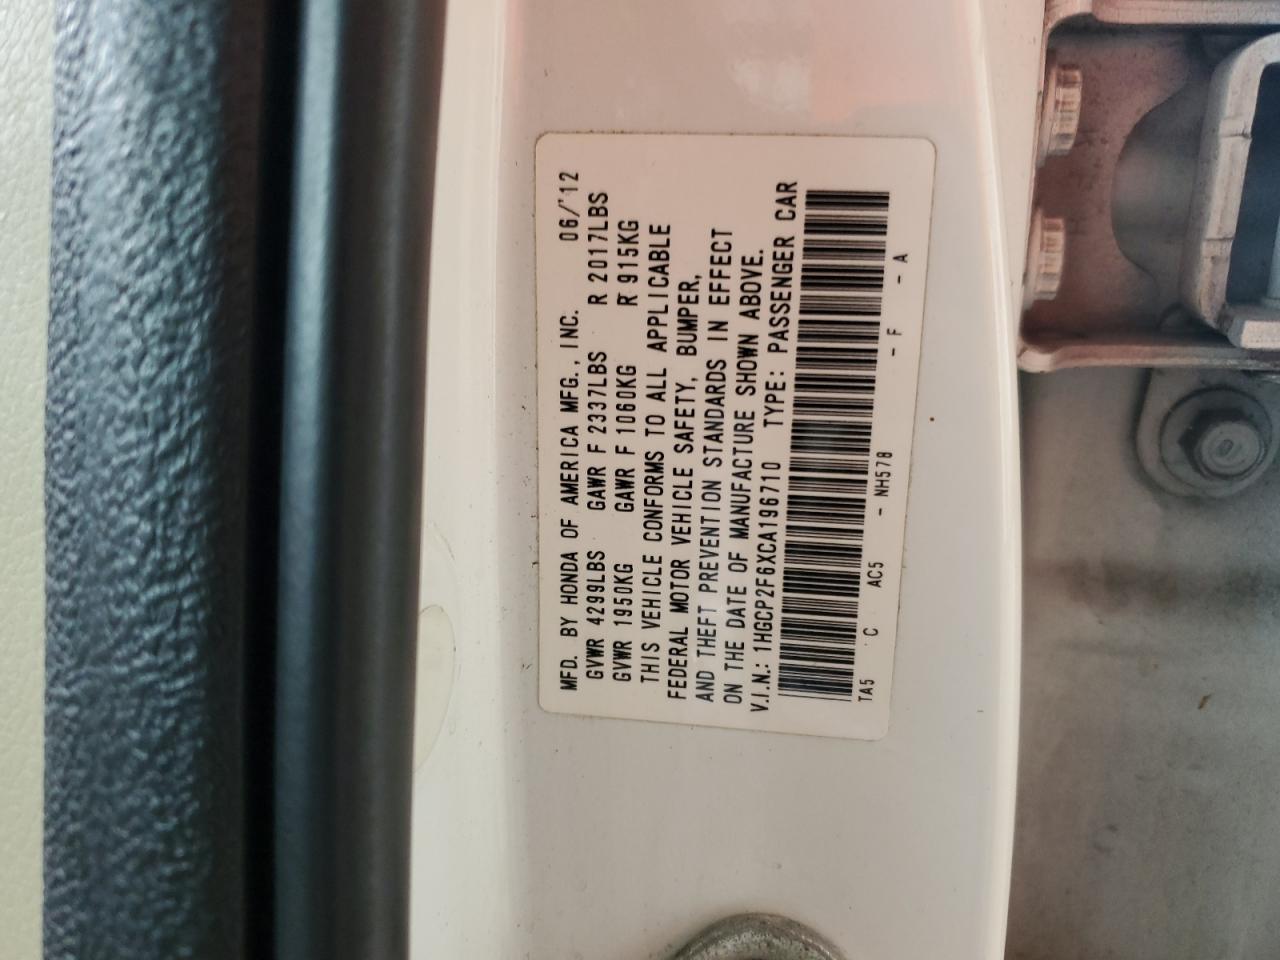 MFD. BY HONDA OF AMERICA MFG., INC. 06/'12
GVWR 4299LBS GAWR F 2337LBS R 2017LBS
GVWR 1950KG GAWR F 1060KG R 915KG
THIS VEHICLE CONFORMS TO ALL APPLICABLE
FEDERAL MOTOR VEHICLE SAFETY, BUMPER,
AND THEFT PREVENTION STANDARDS IN EFFECT
ON THE DATE OF MANUFACTURE SHOWN ABOVE.
V.I.N.: 1HGCP2F6XCA196710 TYPE: PASSENGER CAR
TA5 C AC5 - NH578 - F - A